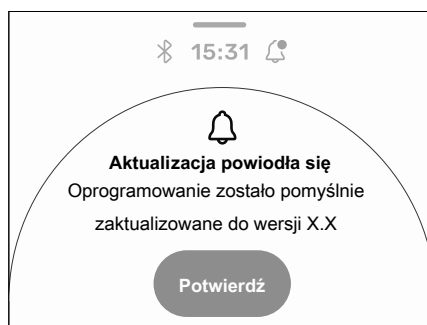 15:31
Aktualizacja powiodła się
Oprogramowanie zostało pomyślnie
zaktualizowane do wersji X.X
Potwierdź